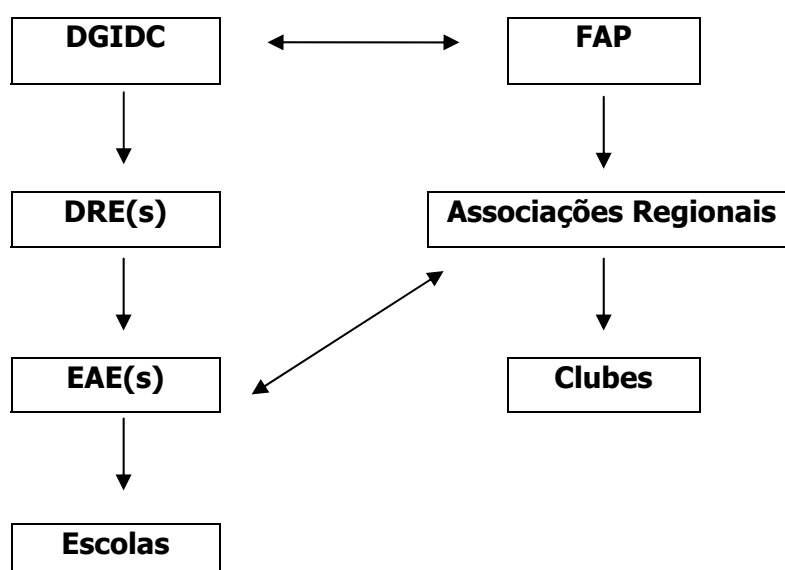 DGIDC
FAP
DRE(s)
Associações Regionais
EAE(s)
Clubes
Escolas